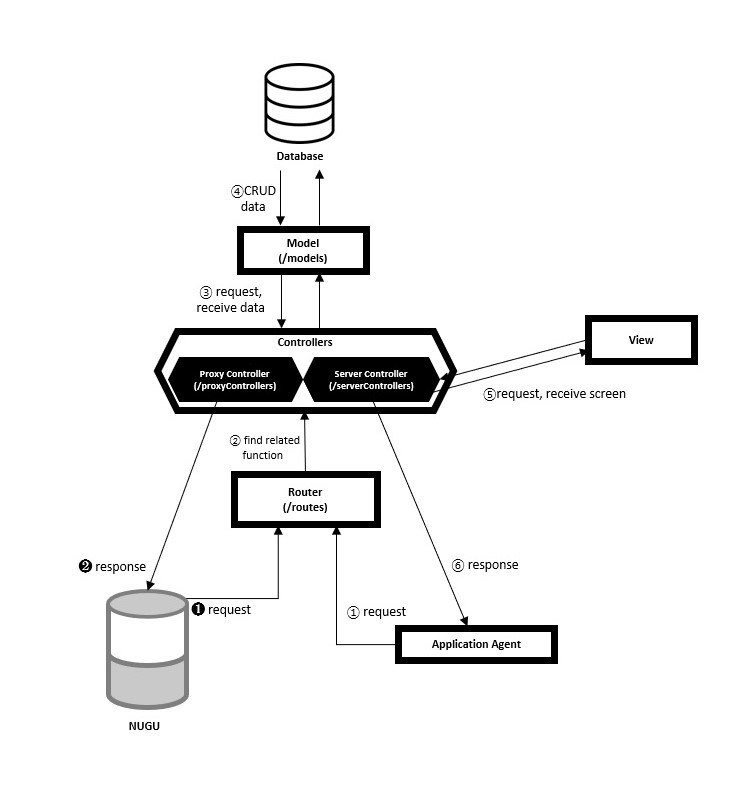 Database
④CRUD
data
Model
(/models)
③ request,
receive data
Controllers
Proxy Controller
(/proxyControllers)
Server Controller
(/serverControllers)
View
⑤request, receive screen
② find related
function
Router
(/routes)
❷ response
❶ request
⑥ response
① request
Application Agent
NUGU